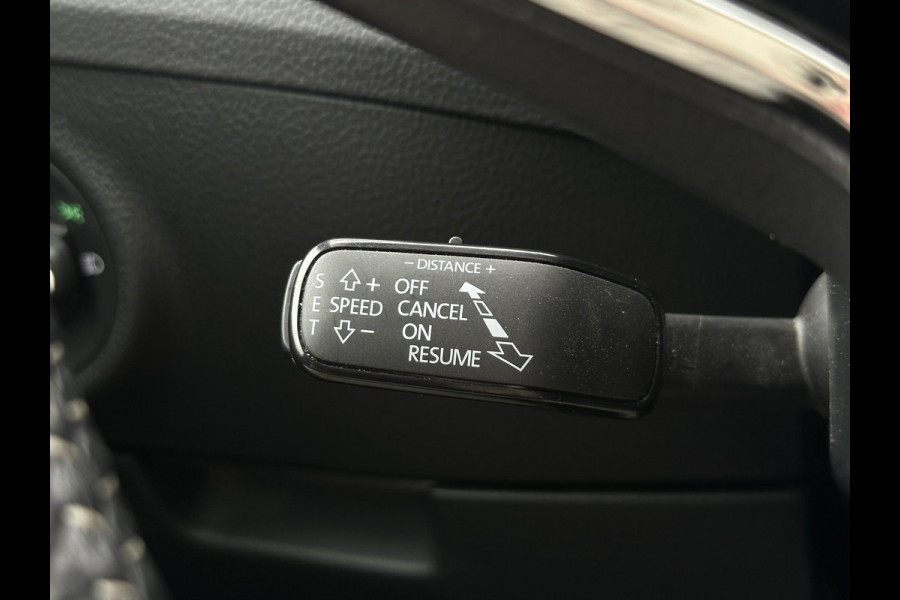 − DISTANCE +
S + OFF
E SPEED CANCEL
T − ON
RESUME